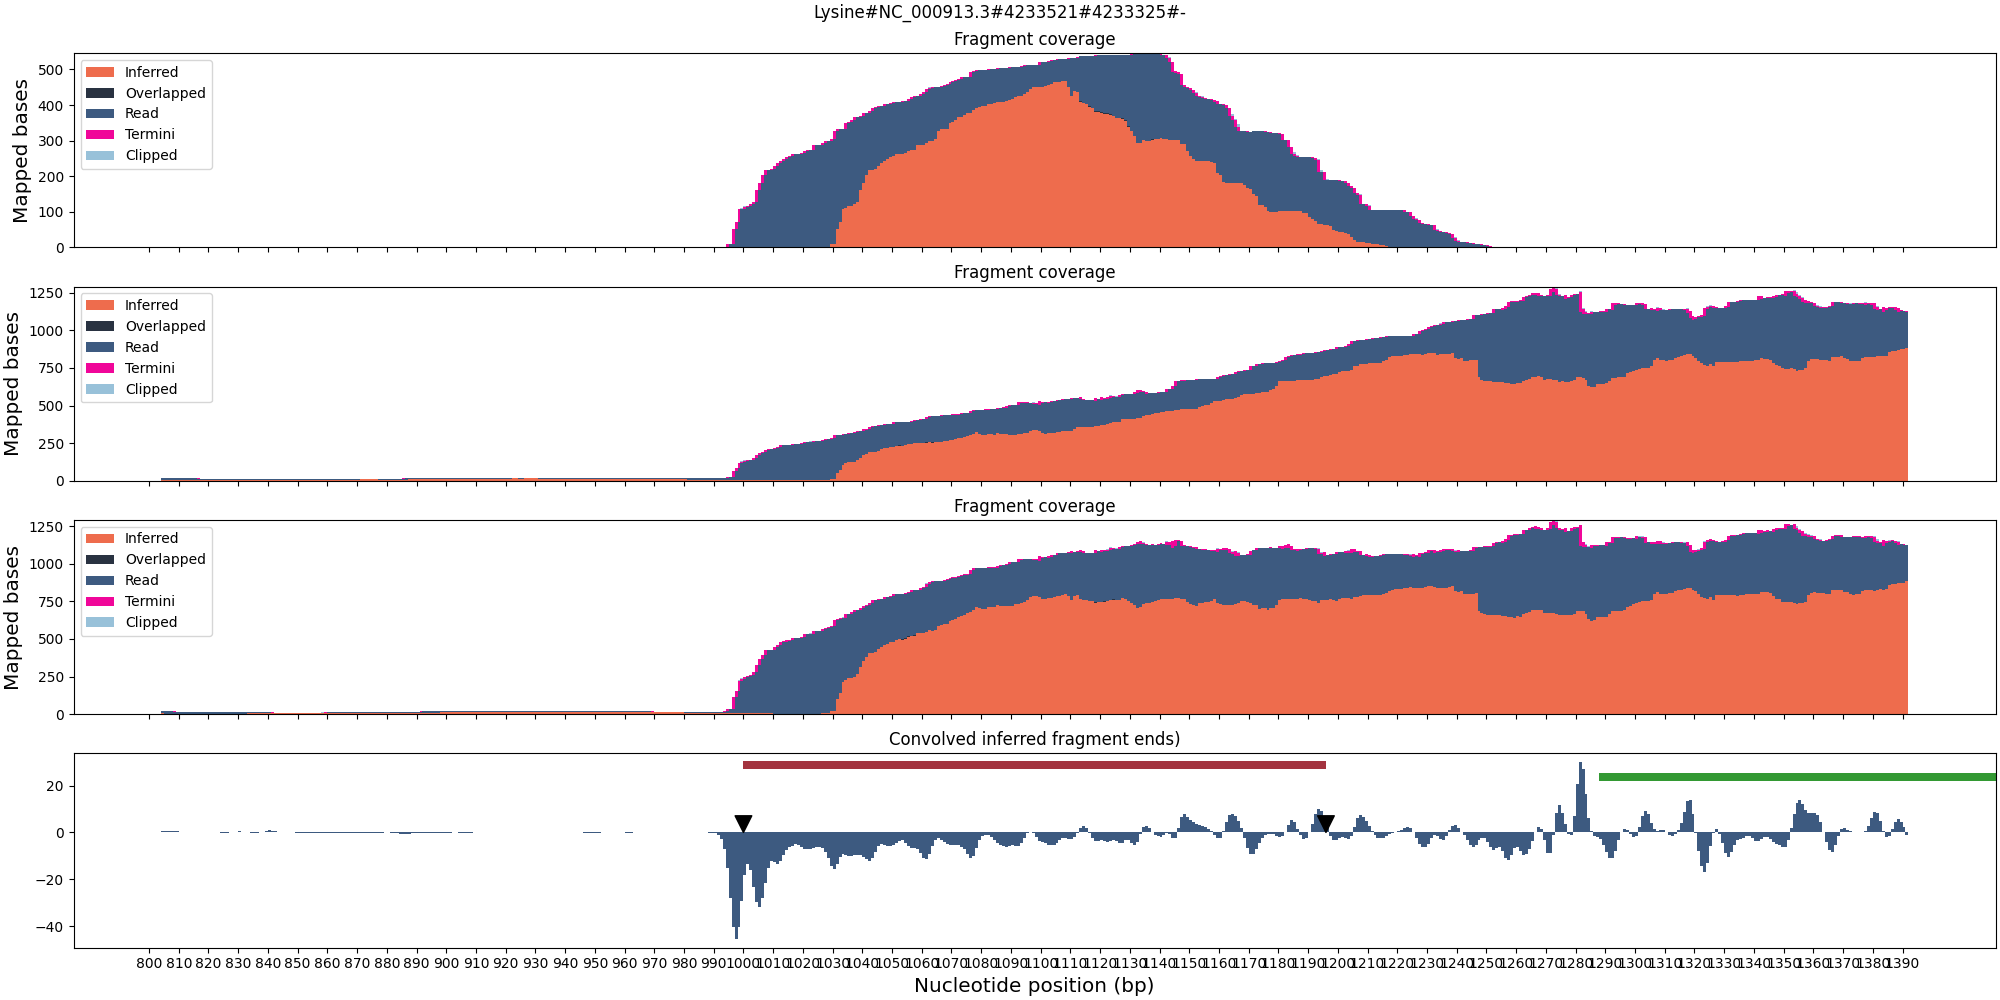 Lysine#NC_000913.3#4233521#4233325#-
Fragment coverage
Mapped bases
500
400
300
200
100
0
Inferred
Overlapped
Read
Termini
Clipped
Fragment coverage
Mapped bases
1250
1000
750
500
250
0
Inferred
Overlapped
Read
Termini
Clipped
Fragment coverage
Mapped bases
1250
1000
750
500
250
0
Inferred
Overlapped
Read
Termini
Clipped
Convolved inferred fragment ends)
20
0
−20
−40
800 810 820 830 840 850 860 870 880 890 900 910 920 930 940 950 960 970 980 990 1000 1010 1020 1030 1040 1050 1060 1070 1080 1090 1100 1110 1120 1130 1140 1150 1160 1170 1180 1190 1200 1210 1220 1230 1240 1250 1260 1270 1280 1290 1300 1310 1320 1330 1340 1350 1360 1370 1380 1390
Nucleotide position (bp)